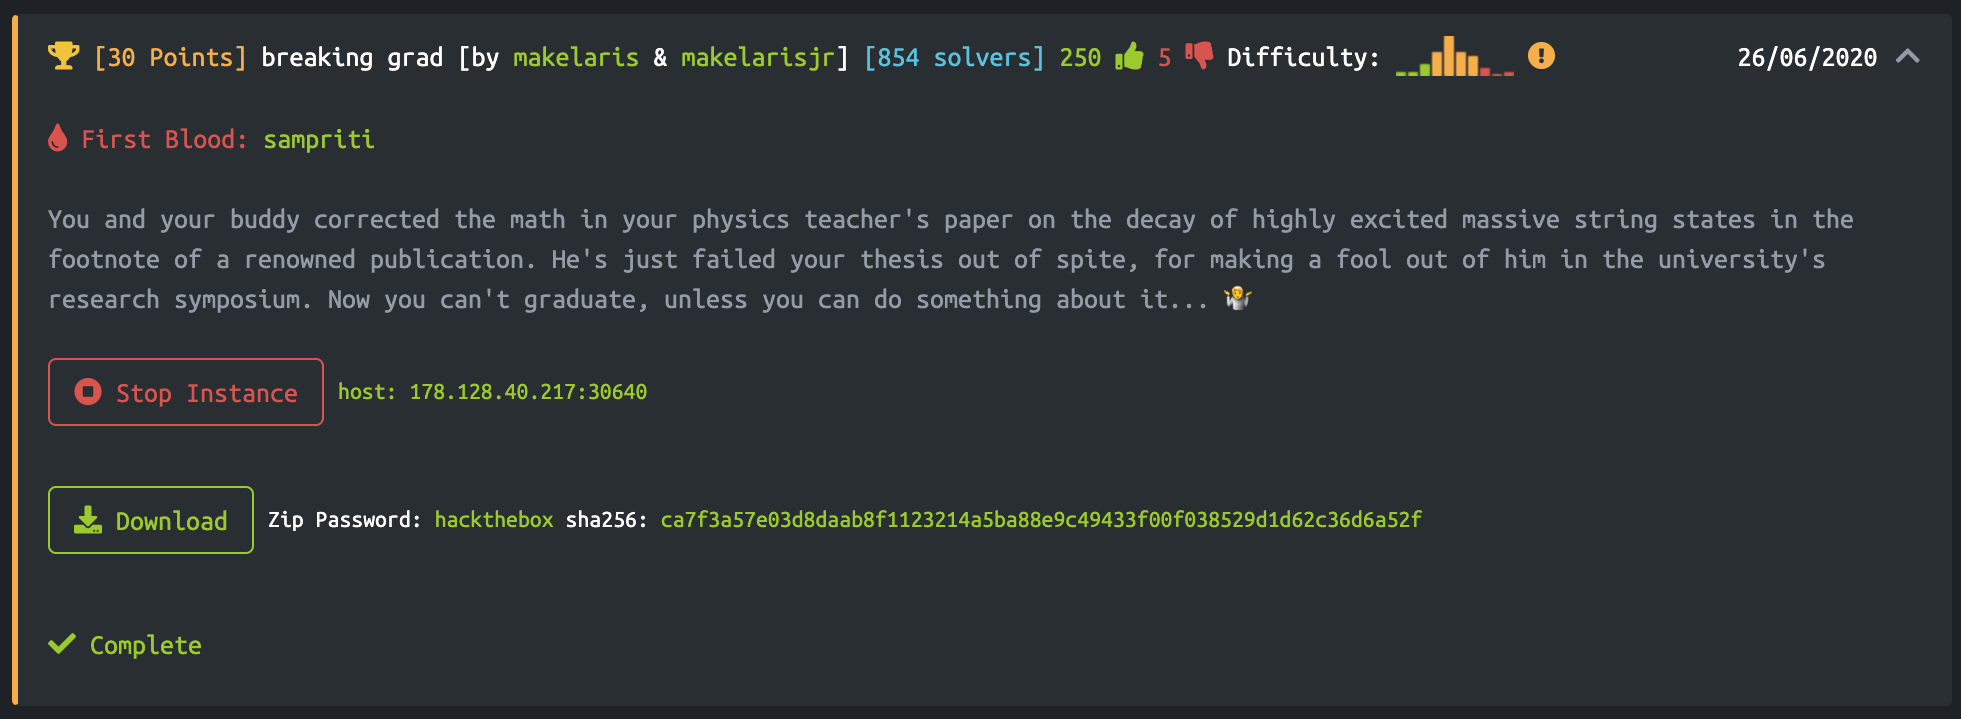 [30 Points] breaking grad [by makelaris & makelarisjr] [854 solvers] 250 5 Difficulty: 26/06/2020
First Blood: sampriti
You and your buddy corrected the math in your physics teacher's paper on the decay of highly excited massive string states in the
footnote of a renowned publication. He's just failed your thesis out of spite, for making a fool out of him in the university's
research symposium. Now you can't graduate, unless you can do something about it... 🤷
Stop Instance host: 178.128.40.217:30640
Download Zip Password: hackthebox sha256: ca7f3a57e03d8daab8f1123214a5ba88e9c49433f00f038529d1d62c36d6a52f
Complete